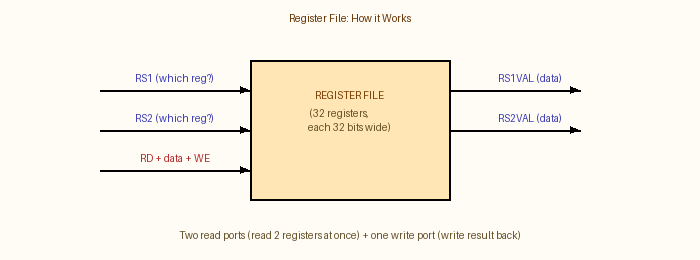 Register File: How it Works
RS1 (which reg?)
RS1VAL (data)
REGISTER FILE
(32 registers,
each 32 bits wide)
RS2 (which reg?)
RS2VAL (data)
RD + data + WE
Two read ports (read 2 registers at once) + one write port (write result back)